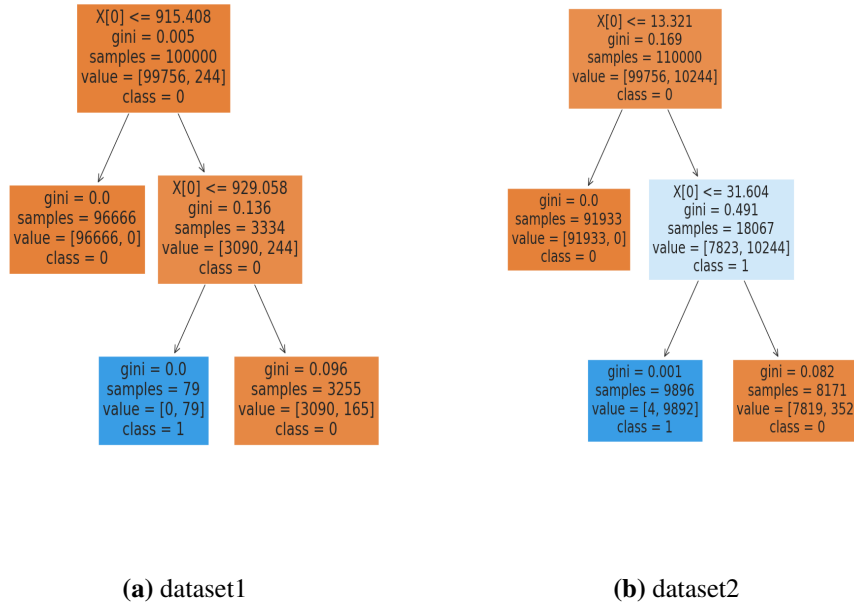 X[0] <= 915.408
gini = 0.005
samples = 100000
value = [99756, 244]
class = 0
gini = 0.0
samples = 96666
value = [96666, 0]
class = 0
X[0] <= 929.058
gini = 0.136
samples = 3334
value = [3090, 244]
class = 0
gini = 0.0
samples = 79
value = [0, 79]
class = 1
gini = 0.096
samples = 3255
value = [3090, 165]
class = 0
(a) dataset1
X[0] <= 13.321
gini = 0.169
samples = 110000
value = [99756, 10244]
class = 0
gini = 0.0
samples = 91933
value = [91933, 0]
class = 0
X[0] <= 31.604
gini = 0.491
samples = 18067
value = [7823, 10244]
class = 1
gini = 0.001
samples = 9896
value = [4, 9892]
class = 1
gini = 0.082
samples = 8171
value = [7819, 352
class = 0
(b) dataset2